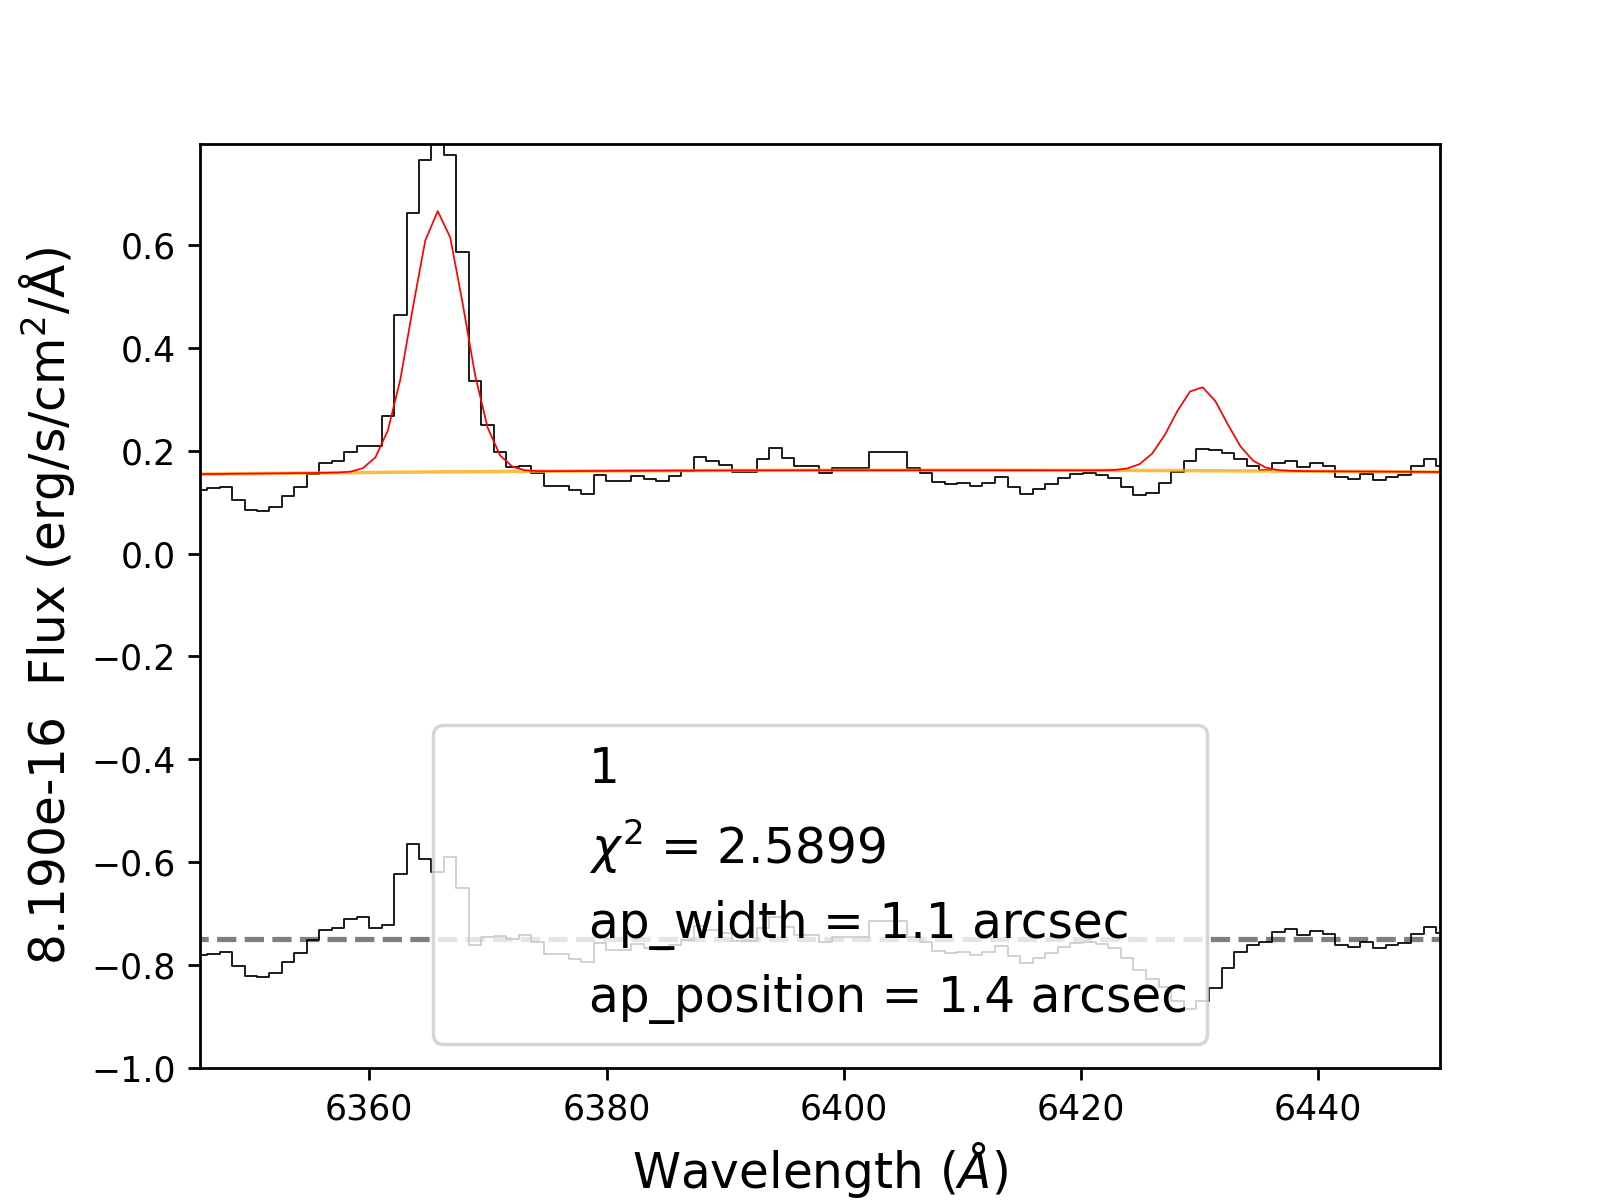 8.190e-16 Flux (erg/s/cm²/Å)
0.6
0.4
0.2
0.0
−0.2
−0.4
−0.6
−0.8
−1.0
1
χ² = 2.5899
ap_width = 1.1 arcsec
ap_position = 1.4 arcsec
6360 6380 6400 6420 6440
Wavelength (Å)